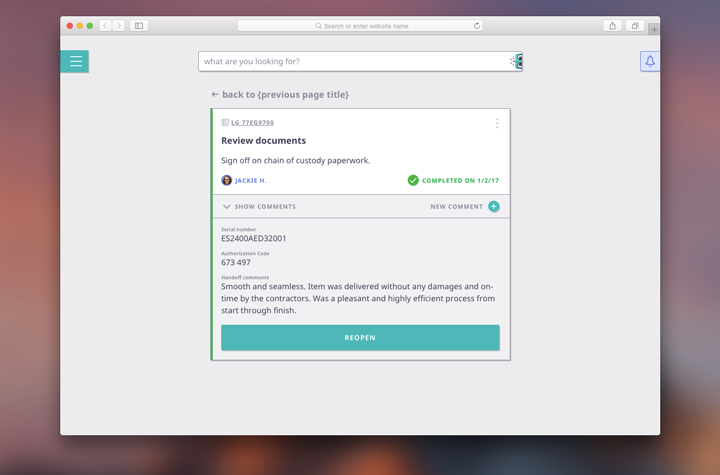 Search or enter website name
what are you looking for?
← back to {previous page title}
LG 77EG9700
Review documents
Sign off on chain of custody paperwork.
JACKIE H.
COMPLETED ON 1/2/17
SHOW COMMENTS
NEW COMMENT
Serial number
ES2400AED32001
Authorization Code
673 497
Handoff comments
Smooth and seamless. Item was delivered without any damages and on-
time by the contractors. Was a pleasant and highly efficient process from
start through finish.
REOPEN